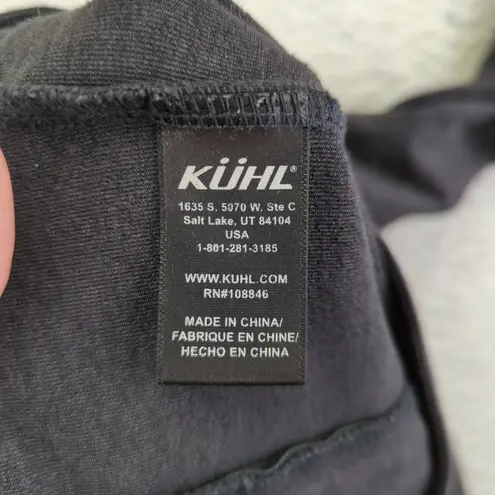 KÜHL®
1635 S. 5070 W. Ste C
Salt Lake, UT 84104
USA
1-801-281-3185
WWW.KUHL.COM
RN#108846
MADE IN CHINA/
FABRIQUE EN CHINE/
HECHO EN CHINA